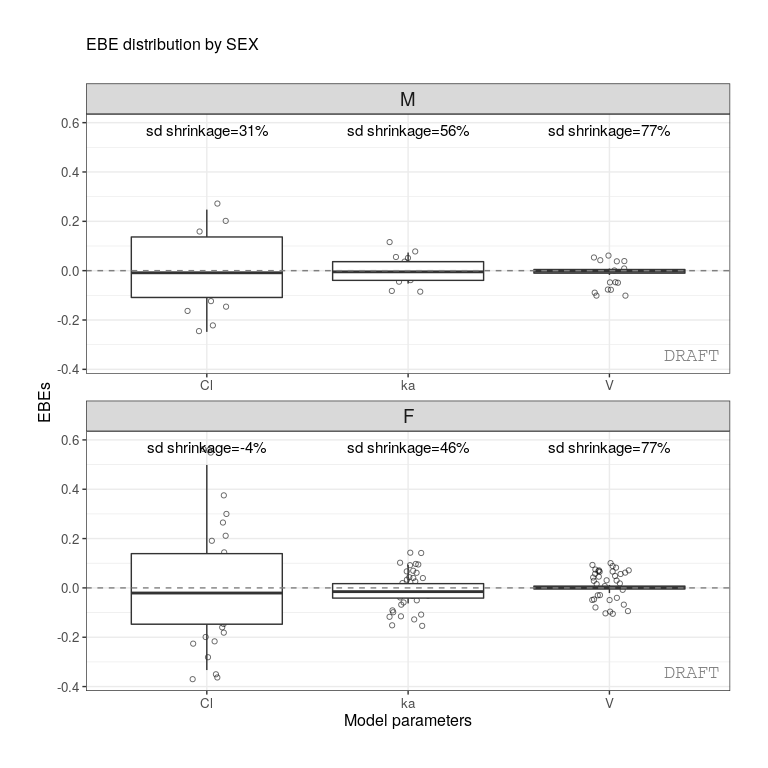 EBE distribution by SEX
M
sd shrinkage=31% sd shrinkage=56% sd shrinkage=77%
0.6
0.4
0.2
0.0
-0.2
-0.4
DRAFT
Cl ka V
EBEs
F
sd shrinkage=-4% sd shrinkage=46% sd shrinkage=77%
0.6
0.4
0.2
0.0
-0.2
-0.4
DRAFT
Cl ka V
Model parameters